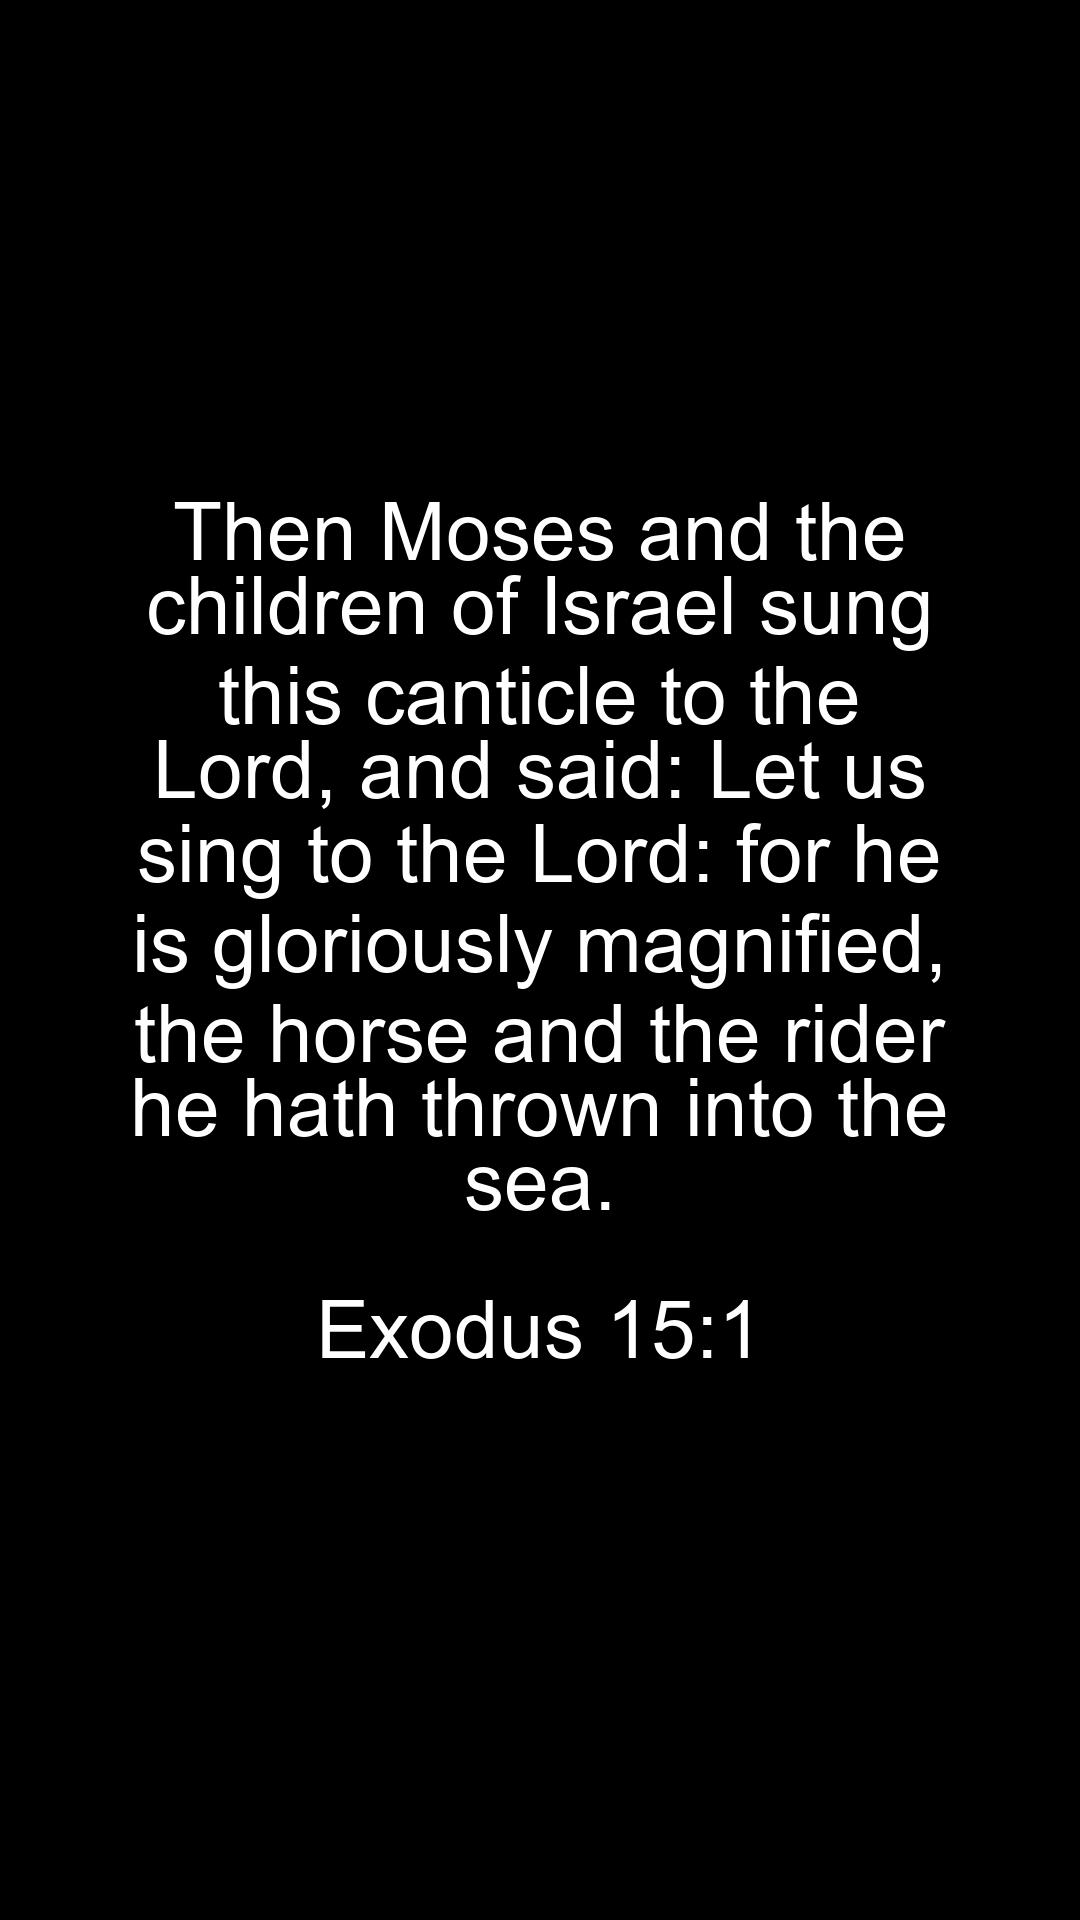 Then Moses and the
children of Israel sung
this canticle to the
Lord, and said: Let us
sing to the Lord: for he
is gloriously magnified,
the horse and the rider
he hath thrown into the
sea.
Exodus 15:1